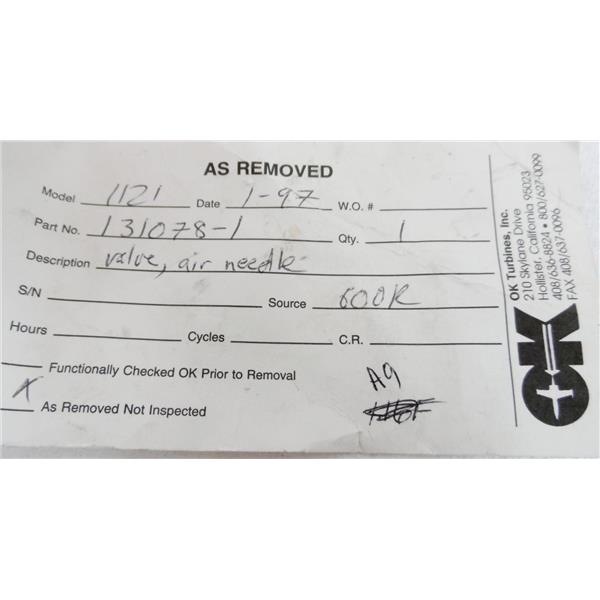 AS REMOVED
Model 1121 Date 1-97 W.O. #
Part No. 131078-1 Qty. 1
Description valve, air needle
S/N Source 600K
Hours Cycles C.R.
Functionally Checked OK Prior to Removal
X As Removed Not Inspected
A9
OK Turbines, Inc.
210 Skylane Drive
Hollister, California 95023
408/636-8824 • 800/627-0099
FAX 408/637-0096
OK